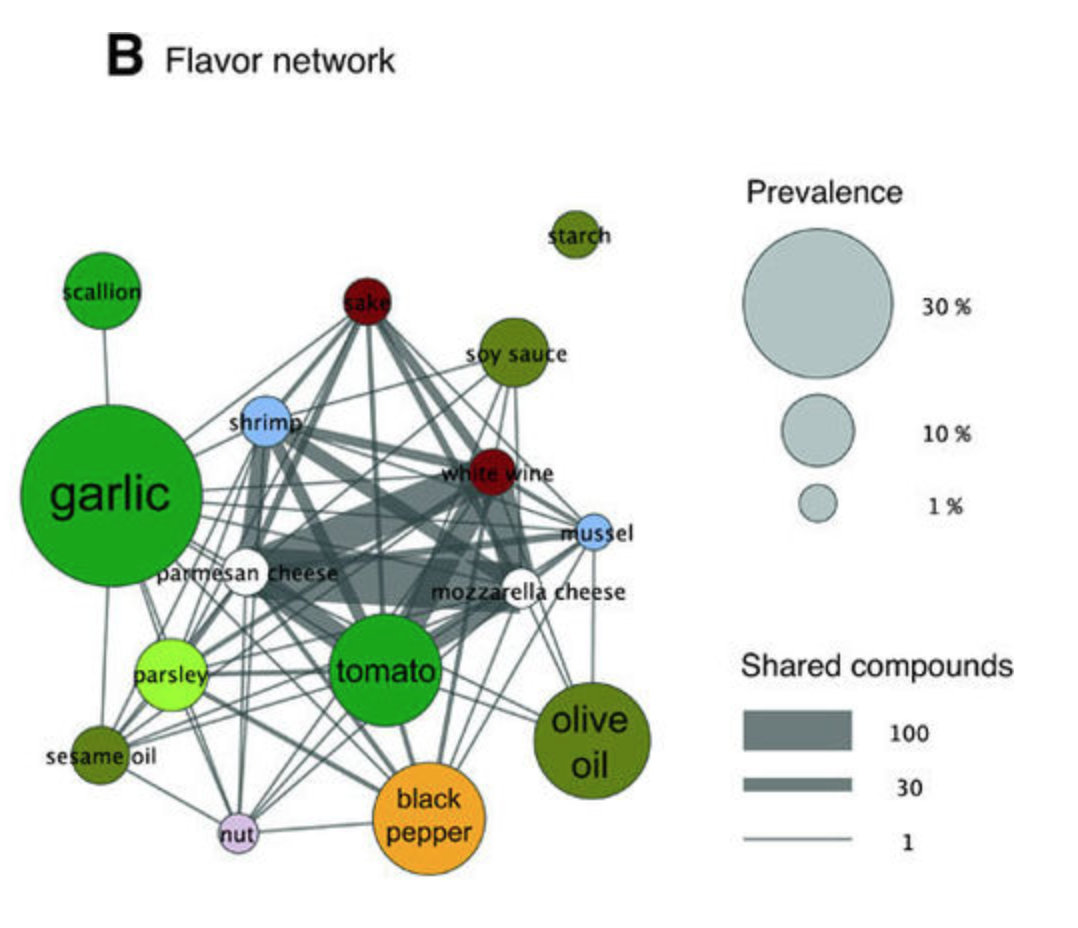 B Flavor network
Prevalence
starch
scallion
sake
30 %
soy sauce
shrimp
10 %
white wine
garlic
1 %
mussel
parmesan cheese
mozzarella cheese
parsley
tomato
Shared compounds
olive
oil
100
sesame oil
30
black
pepper
nut
1